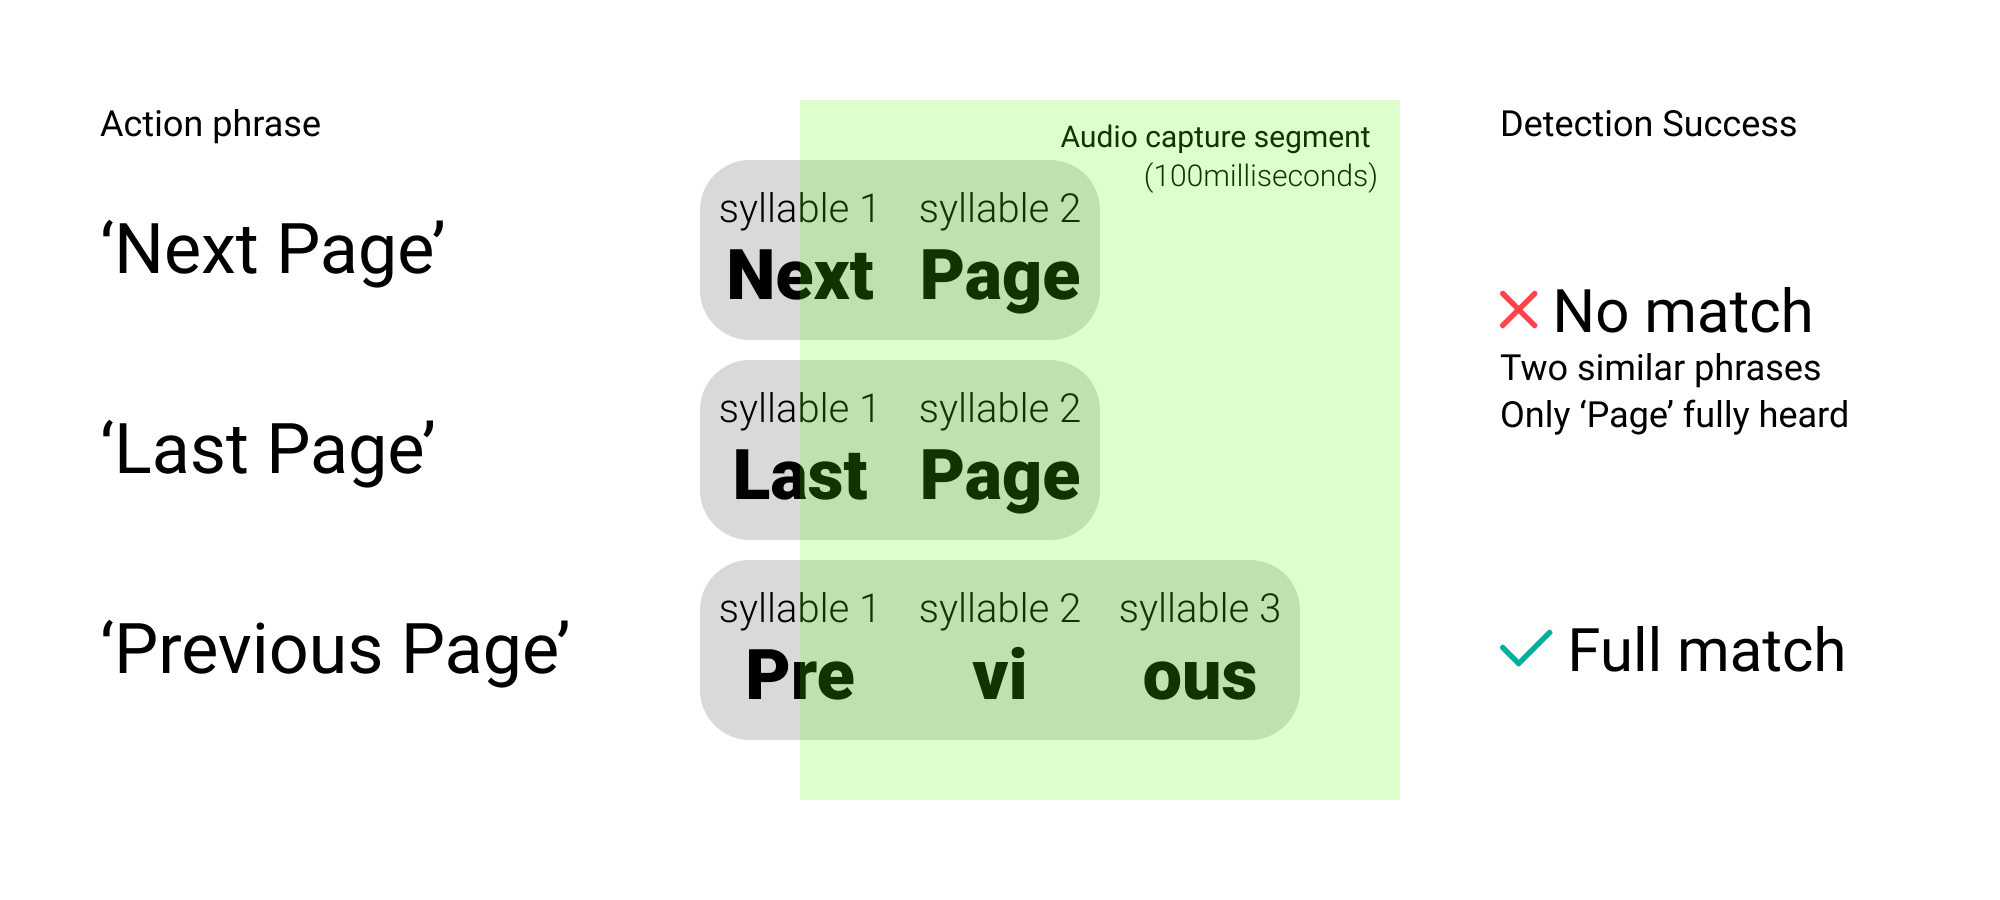 Action phrase
Audio capture segment
(100milliseconds)
Detection Success
‘Next Page’
syllable 1 syllable 2
Next Page
No match
Two similar phrases
Only ‘Page’ fully heard
‘Last Page’
syllable 1 syllable 2
Last Page
‘Previous Page’
syllable 1 syllable 2 syllable 3
Pre vi ous
Full match